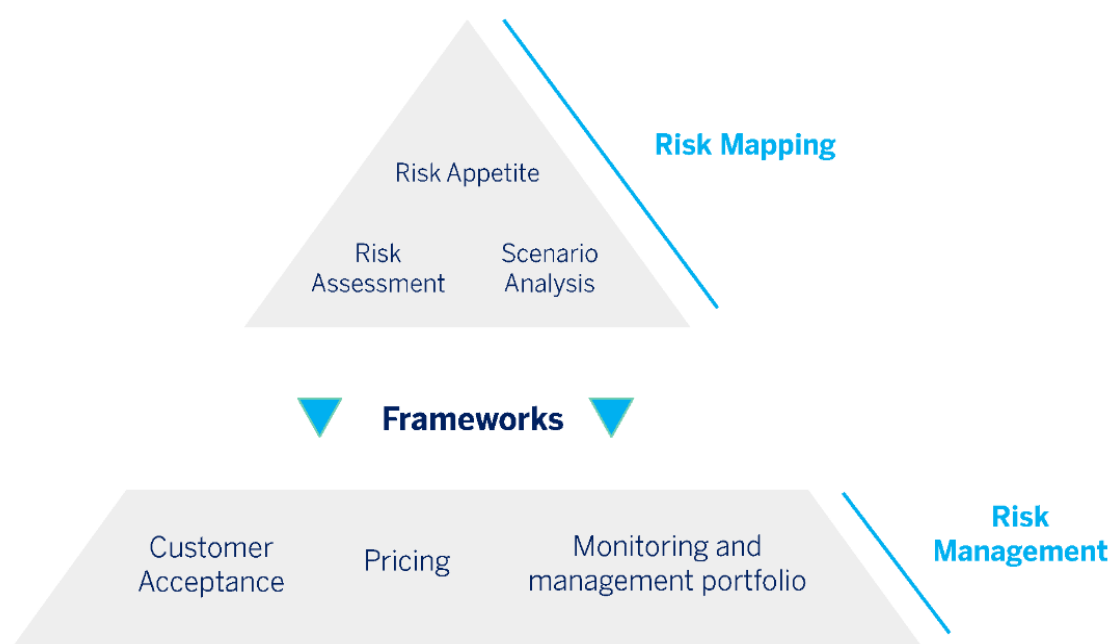 Risk Mapping
Risk Appetite
Risk
Assessment
Scenario
Analysis
Frameworks
Customer
Acceptance
Pricing
Monitoring and
management portfolio
Risk
Management